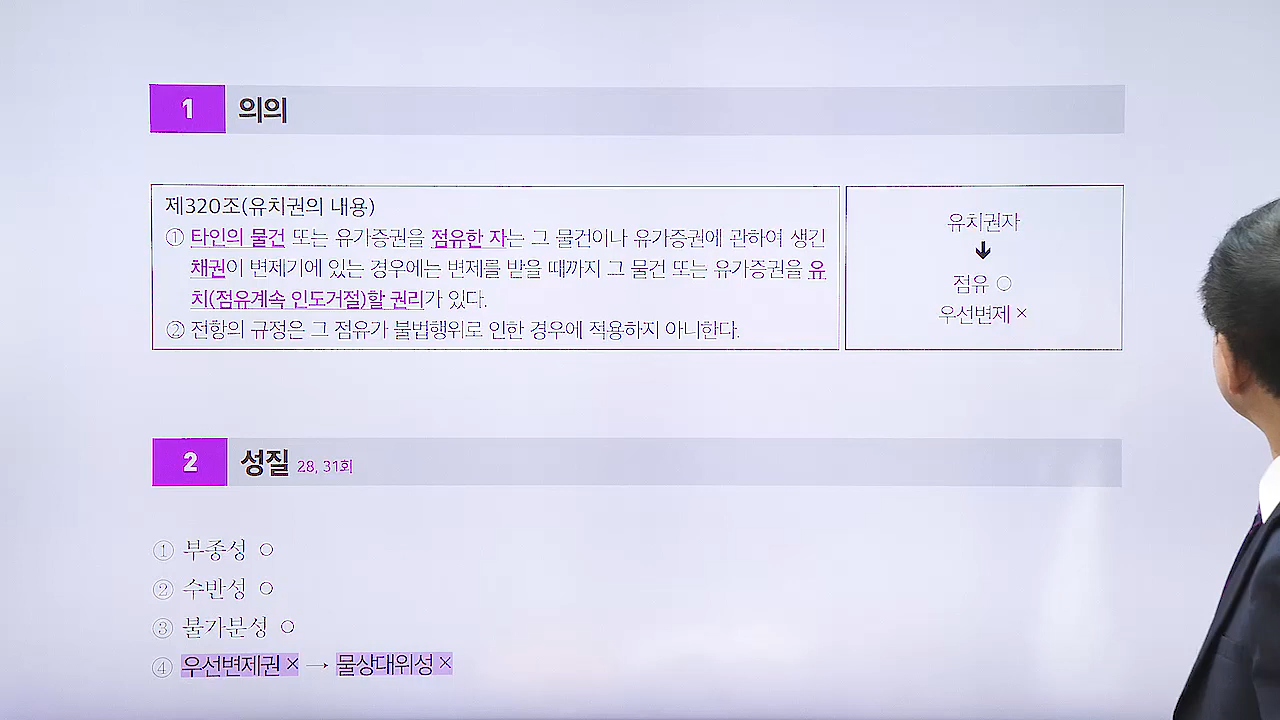 1 의의
제320조(유치권의 내용)
① 타인의 물건 또는 유가증권을 점유한 자는 그 물건이나 유가증권에 관하여 생긴
채권이 변제기에 있는 경우에는 변제를 받을 때까지 그 물건 또는 유가증권을 유
치(점유계속 인도거절)할 권리가 있다.
② 전항의 규정은 그 점유가 불법행위로 인한 경우에 적용하지 아니한다.
유치권자
↓
점유 ○
우선변제 ×
2 성질 28, 31회
① 부종성 ○
② 수반성 ○
③ 불가분성 ○
④ 우선변제권 × → 물상대위성 ×